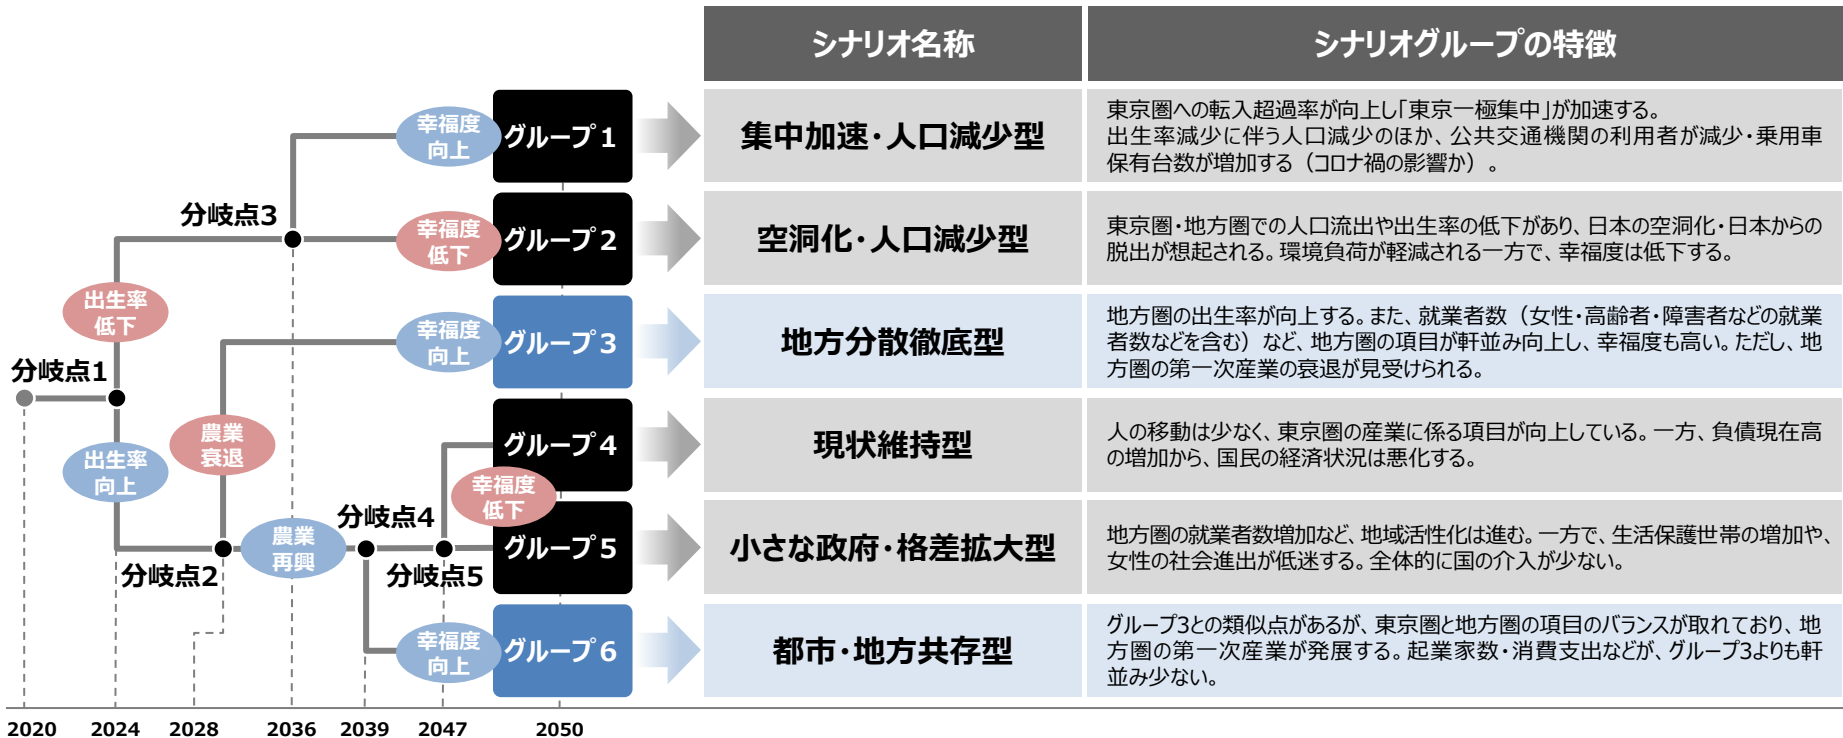 シナリオ名称
シナリオグループの特徴
幸福度
向上
グループ1
集中加速・人口減少型
東京圏への転入超過率が向上し「東京一極集中」が加速する。
出生率減少に伴う人口減少のほか、公共交通機関の利用者が減少・乗用車
保有台数が増加する（コロナ禍の影響か）。
分岐点3
幸福度
低下
グループ2
空洞化・人口減少型
東京圏・地方圏での人口流出や出生率の低下があり、日本の空洞化・日本からの
脱出が想起される。環境負荷が軽減される一方で、幸福度は低下する。
出生率
低下
幸福度
向上
グループ3
地方分散徹底型
地方圏の出生率が向上する。また、就業者数（女性・高齢者・障害者などの就業
者数などを含む）など、地方圏の項目が軒並み向上し、幸福度も高い。ただし、地
方圏の第一次産業の衰退が見受けられる。
分岐点1
農業
衰退
出生率
向上
グループ4
現状維持型
人の移動は少なく、東京圏の産業に係る項目が向上している。一方、負債現在高
の増加から、国民の経済状況は悪化する。
幸福度
低下
分岐点4
農業
再興
分岐点2
分岐点5
グループ5
小さな政府・格差拡大型
地方圏の就業者数増加など、地域活性化は進む。一方で、生活保護世帯の増加や、
女性の社会進出が低迷する。全体的に国の介入が少ない。
幸福度
向上
グループ6
都市・地方共存型
グループ3との類似点があるが、東京圏と地方圏の項目のバランスが取れており、地
方圏の第一次産業が発展する。起業家数・消費支出などが、グループ3よりも軒
並み少ない。
2020 2024 2028 2036 2039 2047 2050